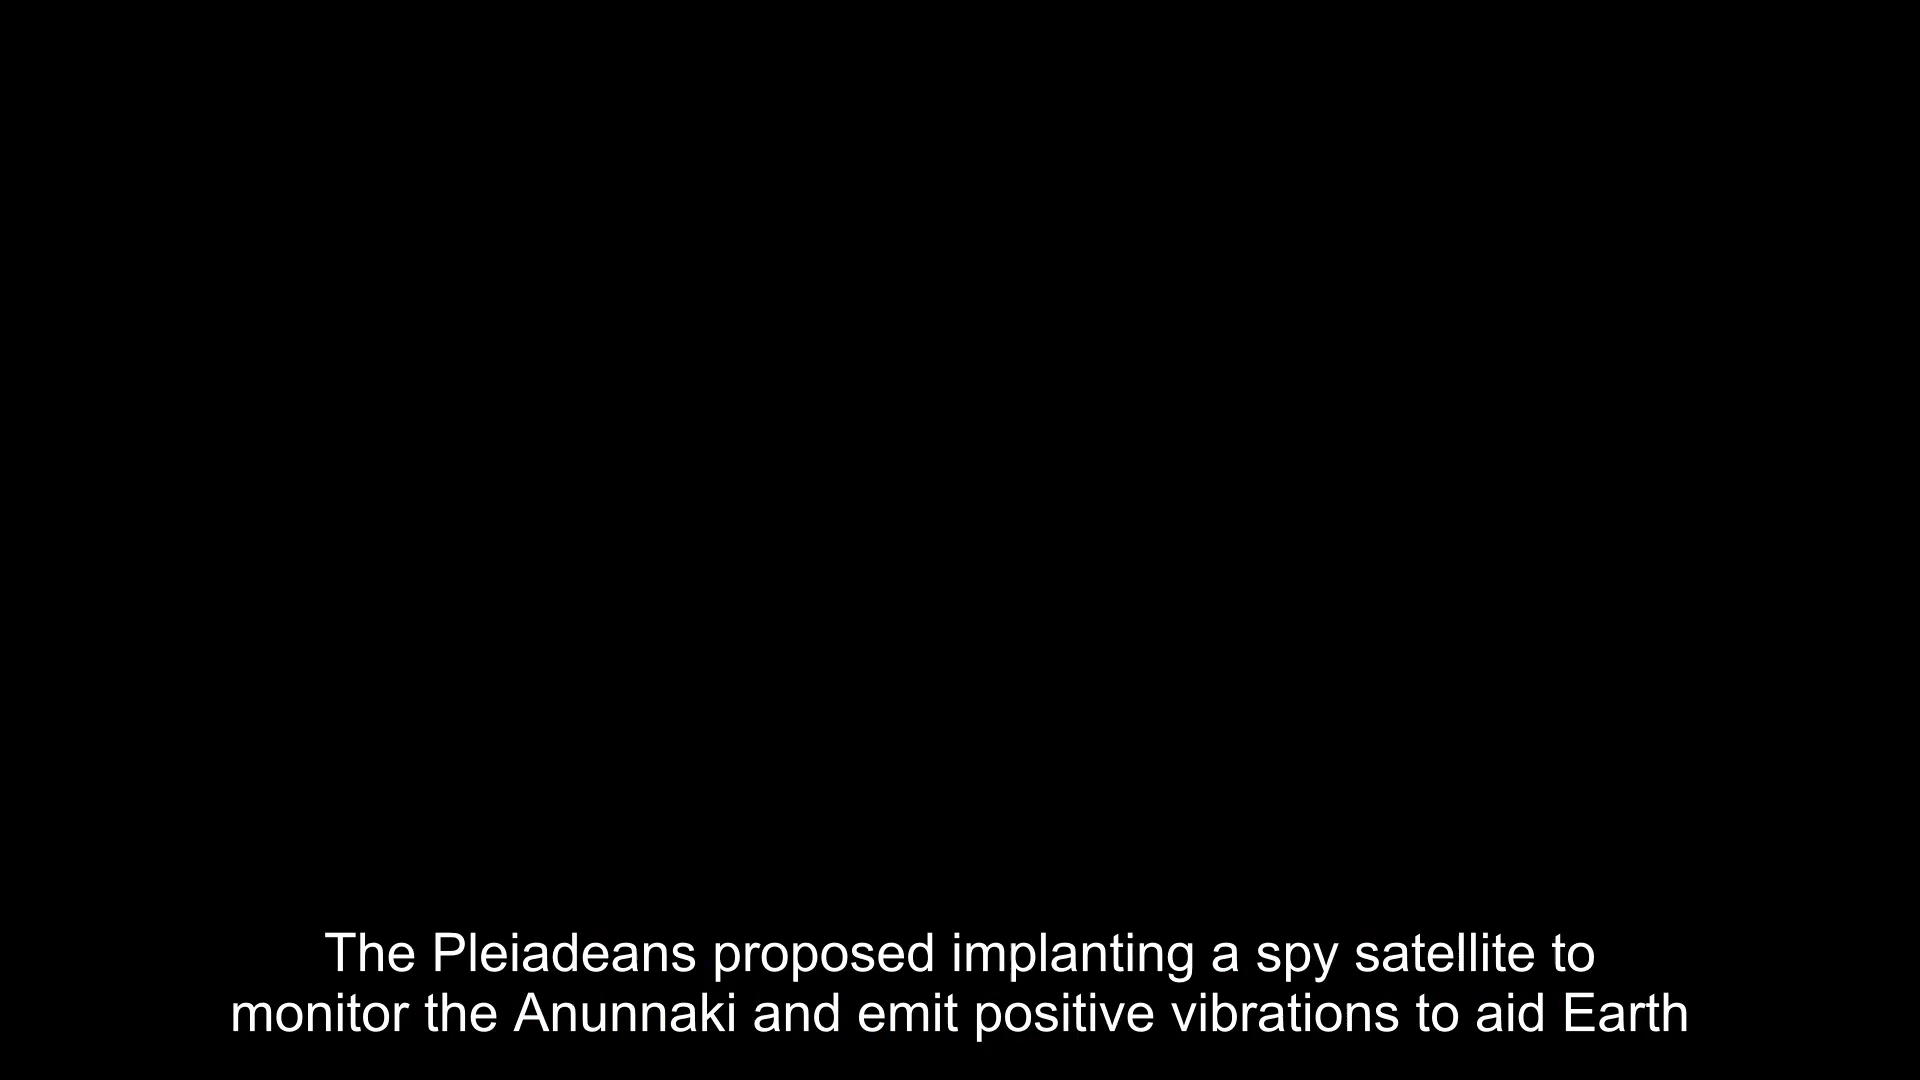 The Pleiadeans proposed implanting a spy satellite to
monitor the Anunnaki and emit positive vibrations to aid Earth